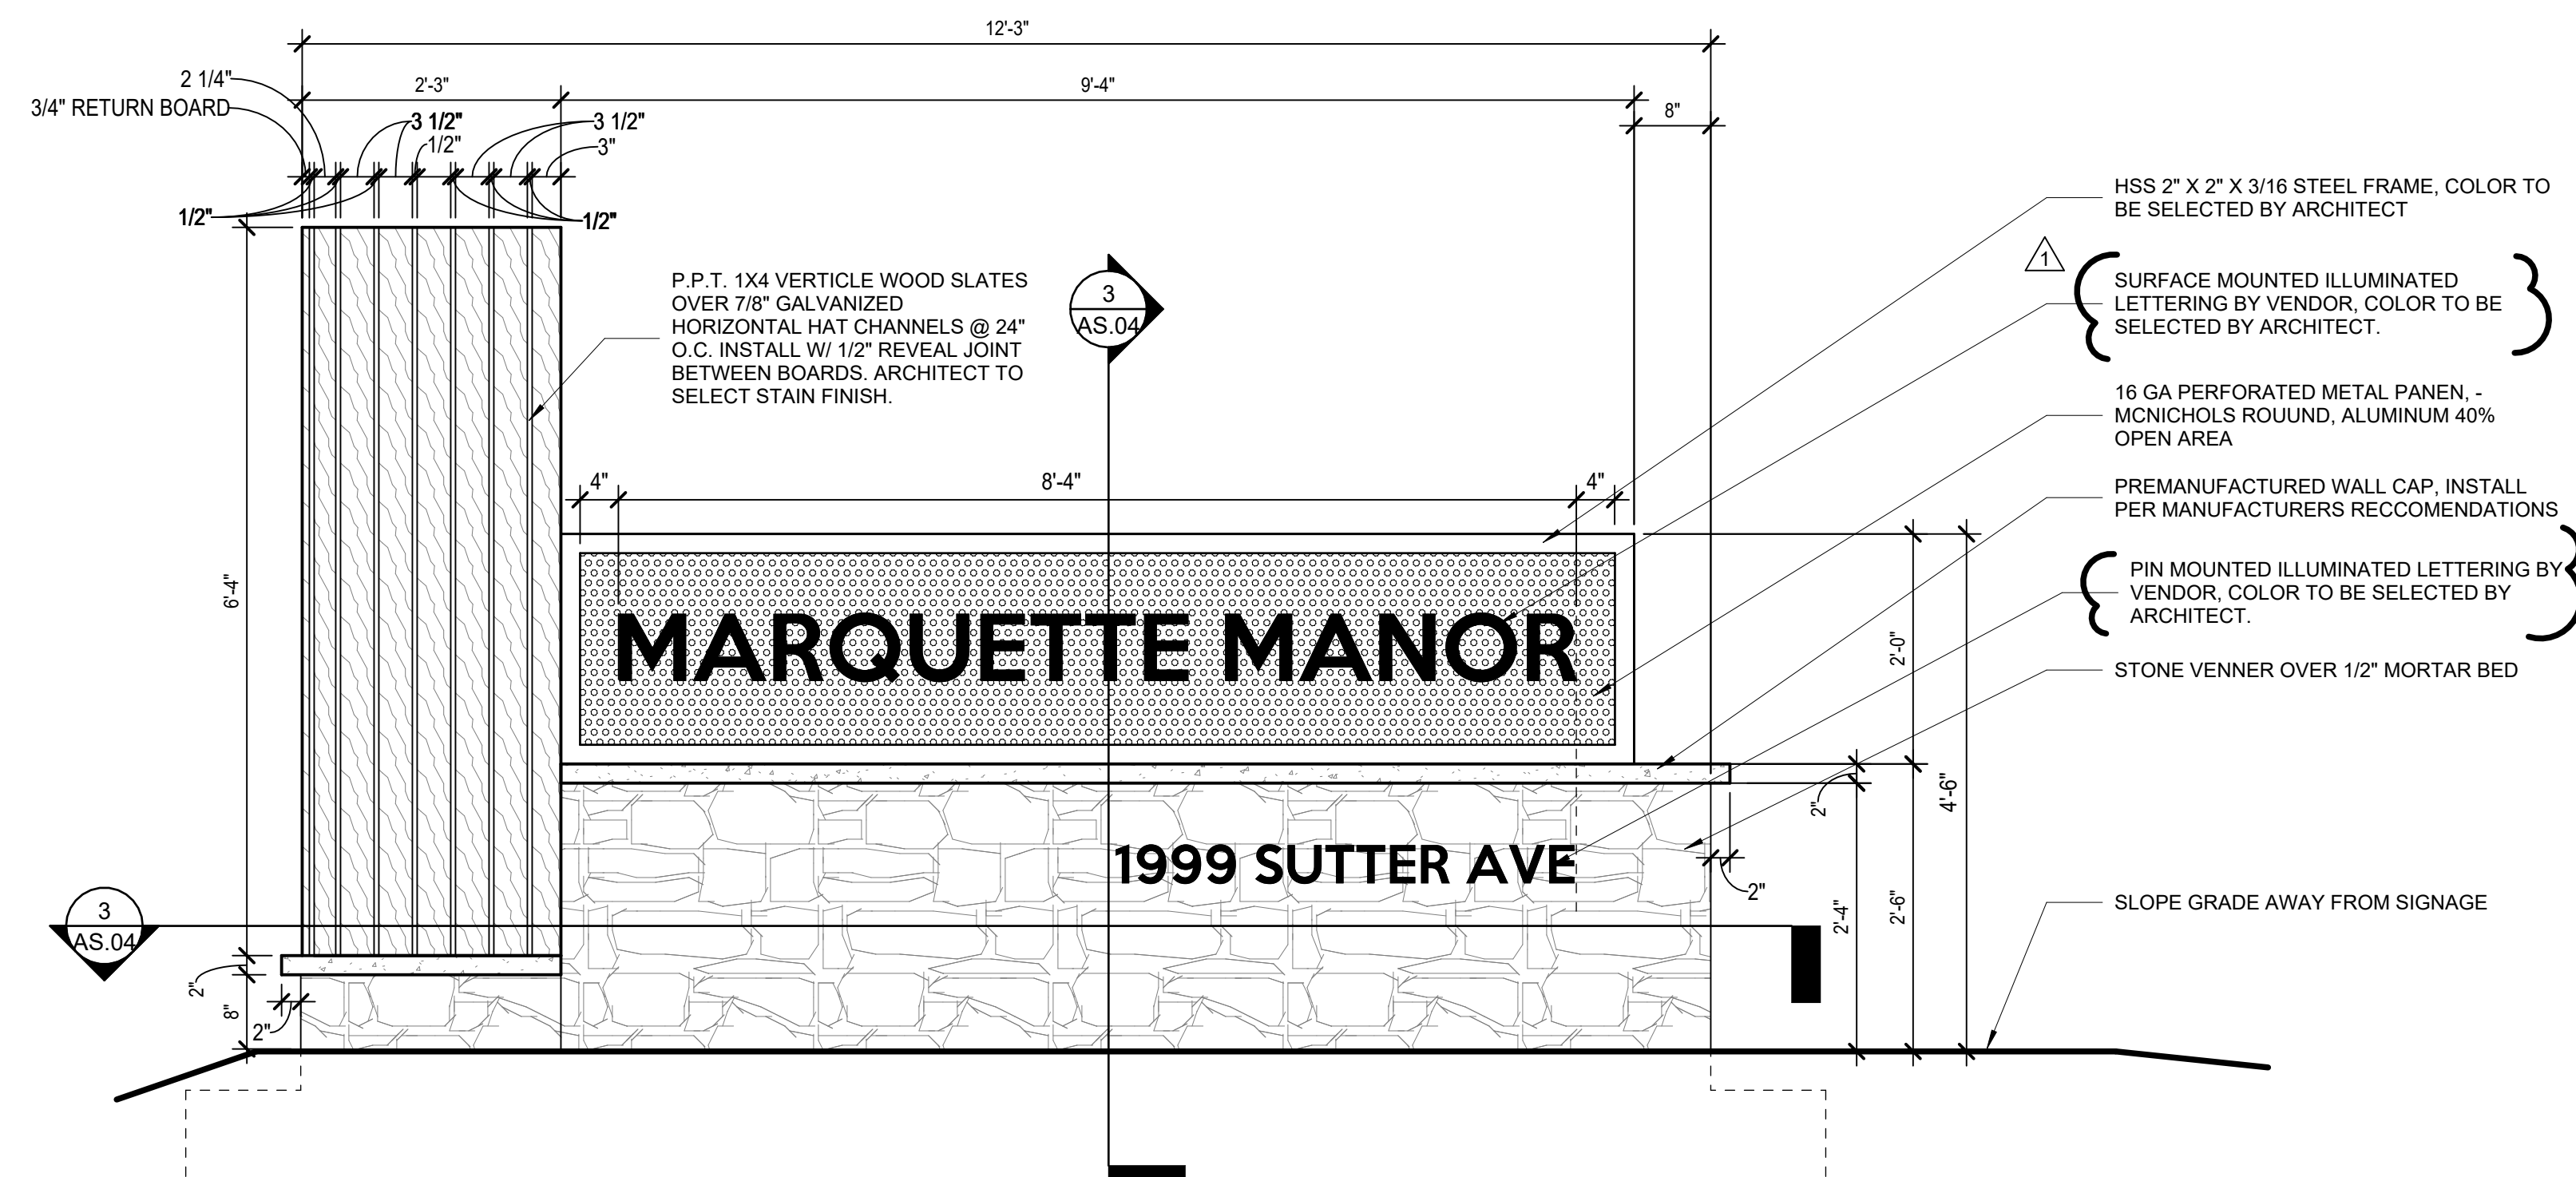 12'-3"
2 1/4"
2'-3"
9'-4"
3/4" RETURN BOARD
8"
3 1/2"
3 1/2"
1/2"
3"
1/2"
1/2"
HSS 2" X 2" X 3/16 STEEL FRAME, COLOR TO
BE SELECTED BY ARCHITECT
1
SURFACE MOUNTED ILLUMINATED
LETTERING BY VENDOR, COLOR TO BE
SELECTED BY ARCHITECT.
P.P.T. 1X4 VERTICLE WOOD SLATES
OVER 7/8" GALVANIZED
HORIZONTAL HAT CHANNELS @ 24"
O.C. INSTALL W/ 1/2" REVEAL JOINT
BETWEEN BOARDS. ARCHITECT TO
SELECT STAIN FINISH.
3
AS.04
16 GA PERFORATED METAL PANEN, -
MCNICHOLS ROUUND, ALUMINUM 40%
OPEN AREA
4"
8'-4"
4"
PREMANUFACTURED WALL CAP, INSTALL
PER MANUFACTURERS RECCOMENDATIONS
6'-4"
PIN MOUNTED ILLUMINATED LETTERING BY
VENDOR, COLOR TO BE SELECTED BY
ARCHITECT.
MARQUETTE MANOR
2'-0"
STONE VENNER OVER 1/2" MORTAR BED
2"
4'-6"
1999 SUTTER AVE
2"
2'-4"
2'-6"
SLOPE GRADE AWAY FROM SIGNAGE
3
AS.04
2"
8"
2"